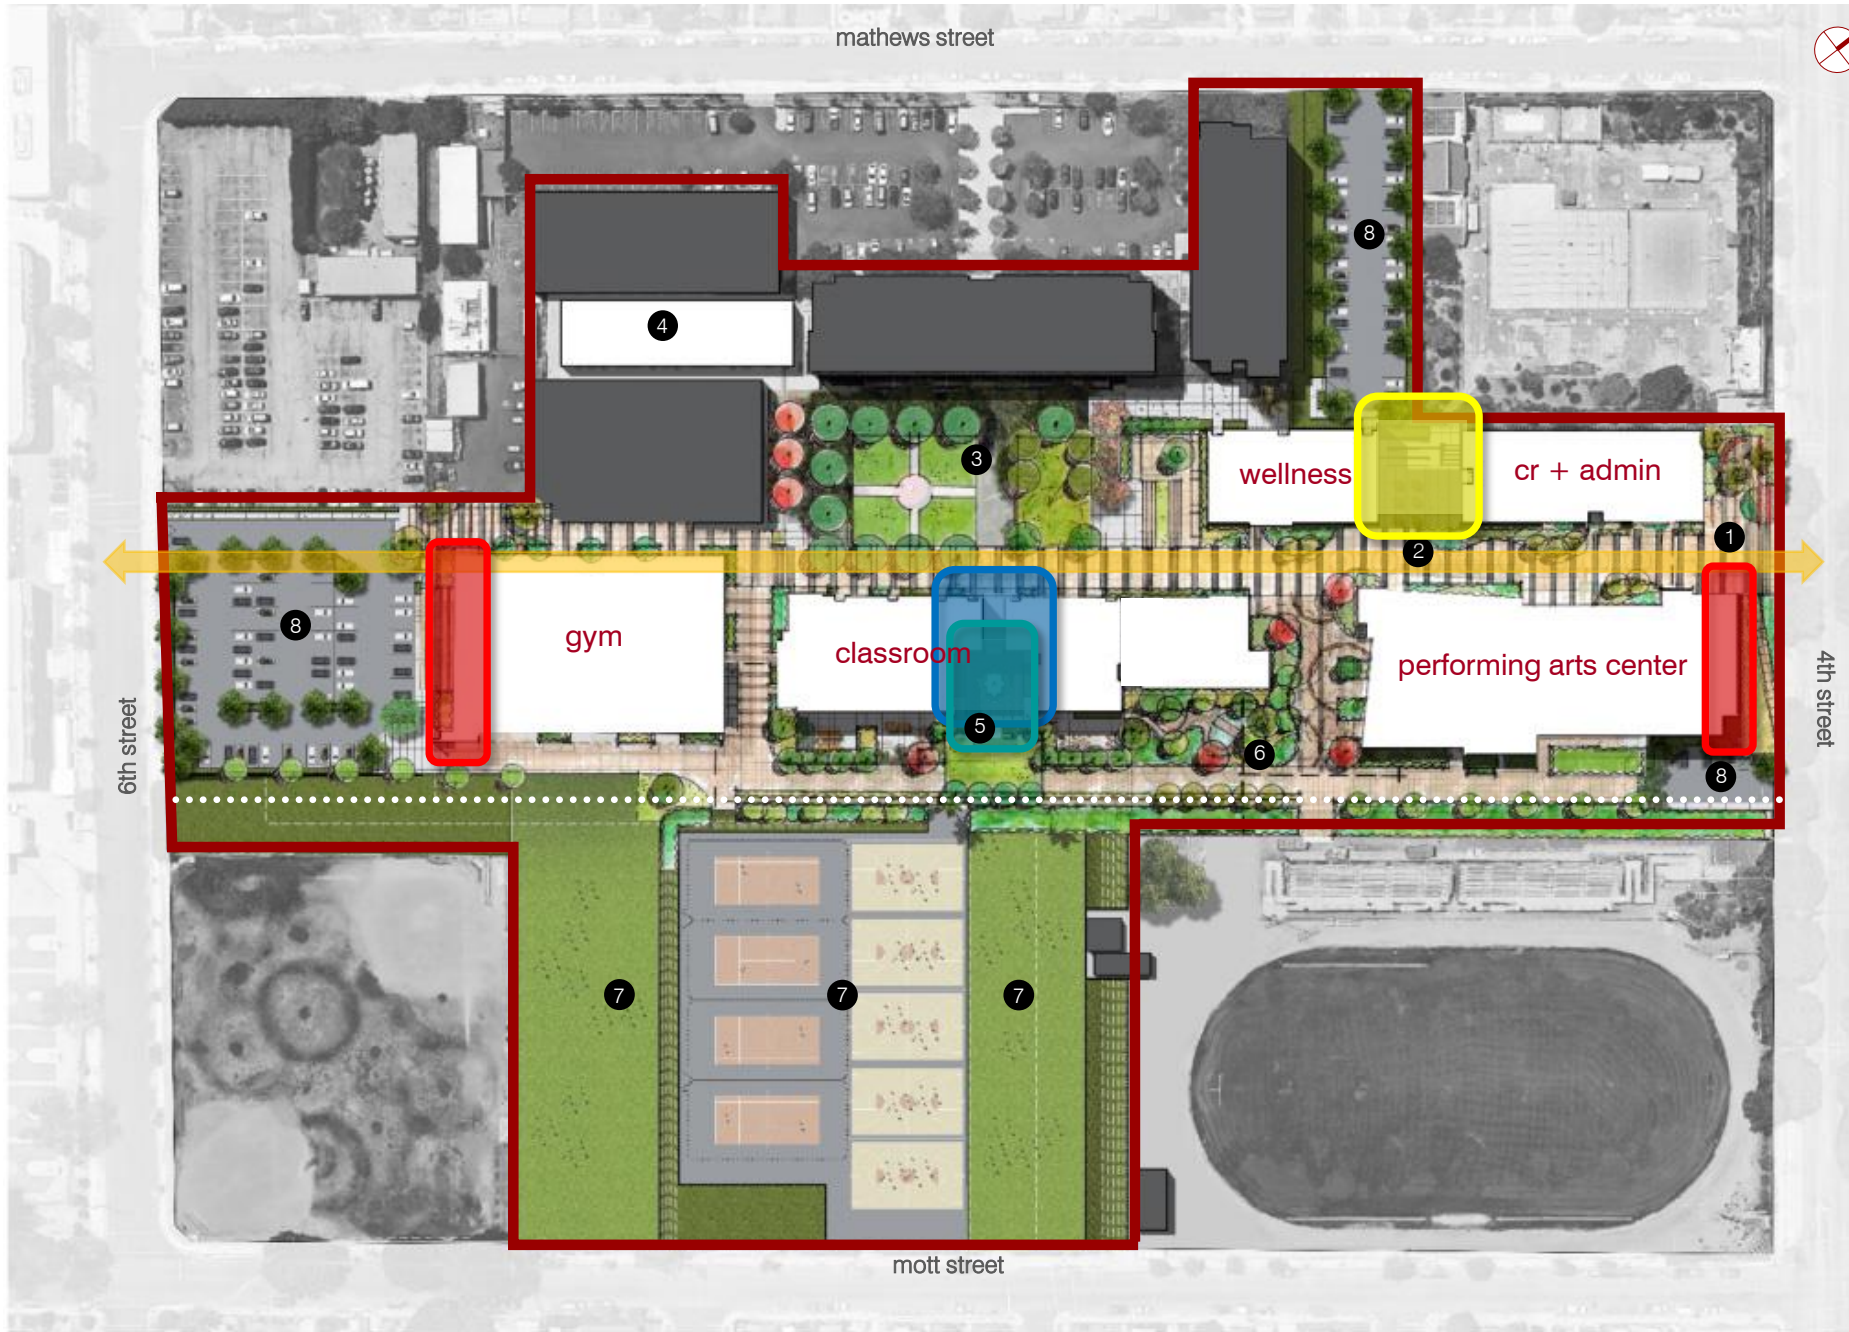 mathews street
8
4
3
wellness
cr + admin
1
2
8
gym
classroom
performing arts center
6th street
4th street
5
6
8
7
7
7
mott street